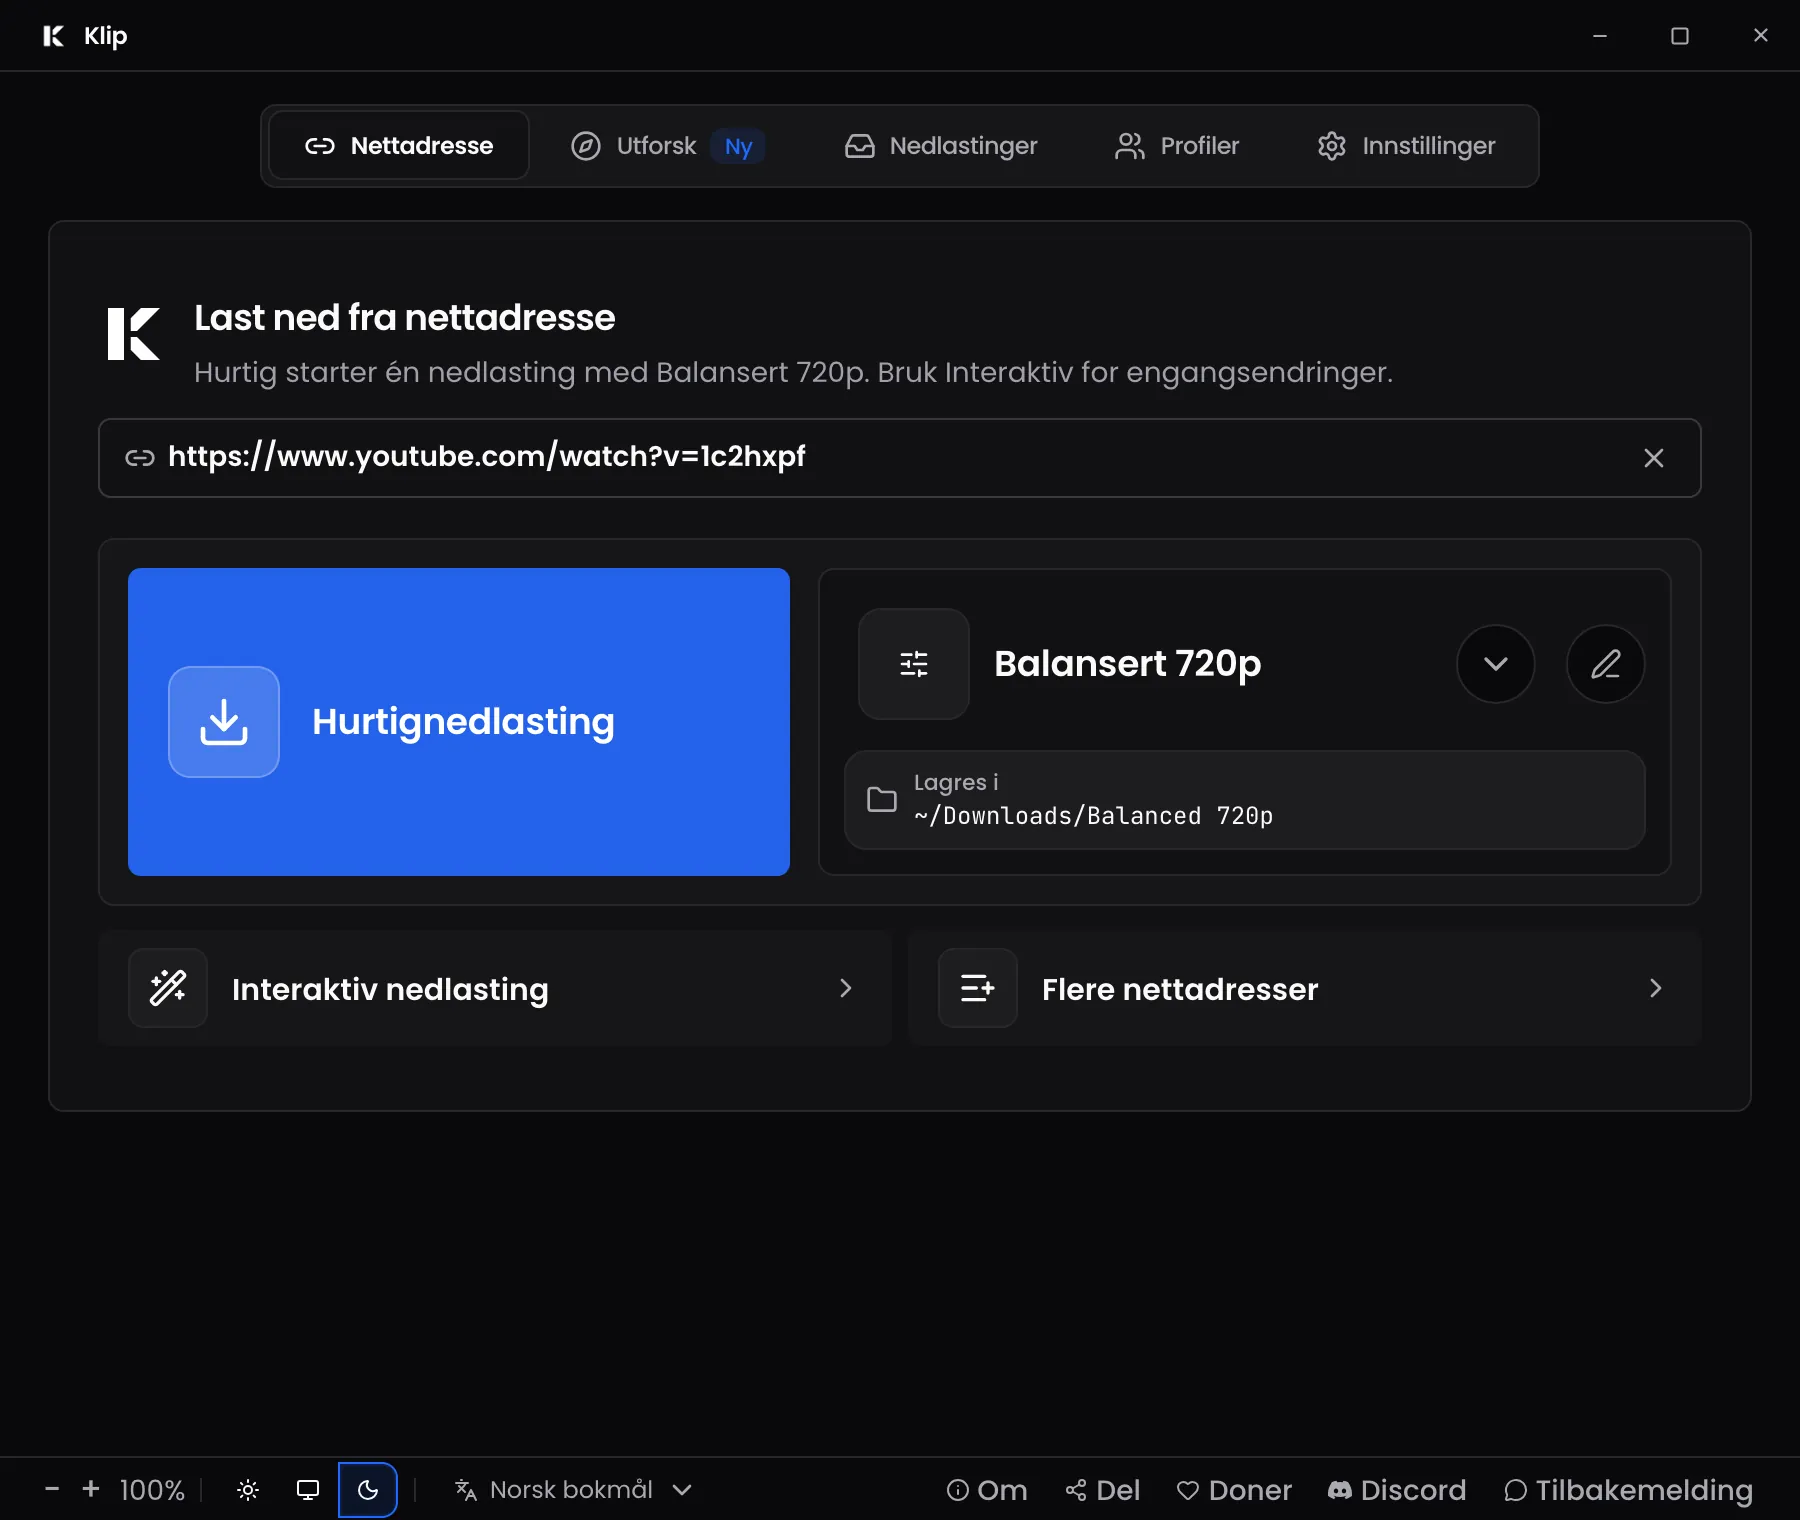 Klip
Nettadresse
Utforsk Ny
Nedlastinger
Profiler
Innstillinger
Last ned fra nettadresse
Hurtig starter én nedlasting med Balansert 720p. Bruk Interaktiv for engangsendringer.
https://www.youtube.com/watch?v=1c2hxpf
Hurtignedlasting
Balansert 720p
Lagres i
~/Downloads/Balanced 720p
Interaktiv nedlasting
Flere nettadresser
100%
Norsk bokmål
Om
Del
Doner
Discord
Tilbakemelding